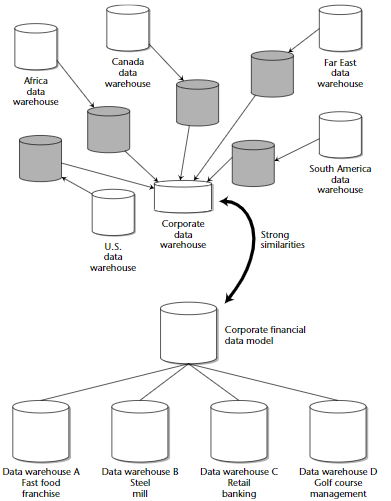 Africa
data
warehouse
Canada
data
warehouse
Far East
data
warehouse
South America
data
warehouse
U.S.
data
warehouse
Corporate
data
warehouse
Strong
similarities
Corporate financial
data model
Data warehouse A
Fast food
franchise
Data warehouse B
Steel
mill
Data warehouse C
Retail
banking
Data warehouse D
Golf course
management